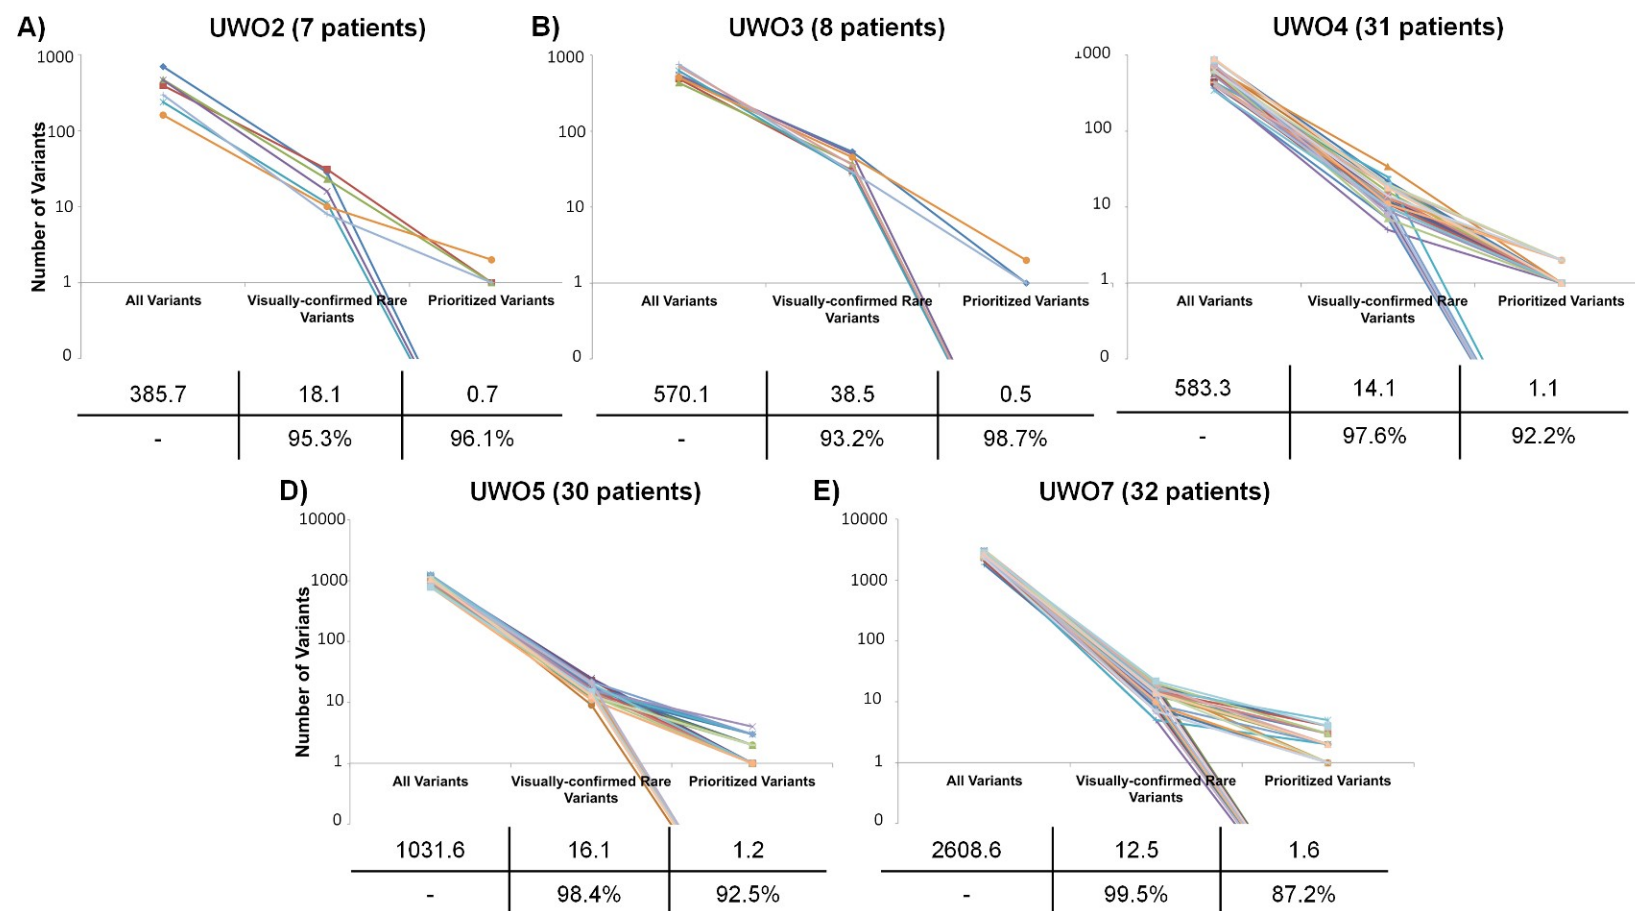 A) UWO2 (7 patients)
Number of Variants
1000
100
10
1
0
All Variants
Visually-confirmed Rare
Variants
Prioritized Variants
385.7 18.1 0.7
- 95.3% 96.1%
B) UWO3 (8 patients)
1000
100
10
1
0
All Variants
Visually-confirmed Rare
Variants
Prioritized Variants
570.1 38.5 0.5
- 93.2% 98.7%
UWO4 (31 patients)
1000
100
10
1
0
All Variants
Visually-confirmed Rare
Variants
Prioritized Variants
583.3 14.1 1.1
- 97.6% 92.2%
D) UWO5 (30 patients)
Number of Variants
10000
1000
100
10
1
0
All Variants
Visually-confirmed Rare
Variants
Prioritized Variants
1031.6 16.1 1.2
- 98.4% 92.5%
E) UWO7 (32 patients)
10000
1000
100
10
1
0
All Variants
Visually-confirmed Rare
Variants
Prioritized Variants
2608.6 12.5 1.6
- 99.5% 87.2%